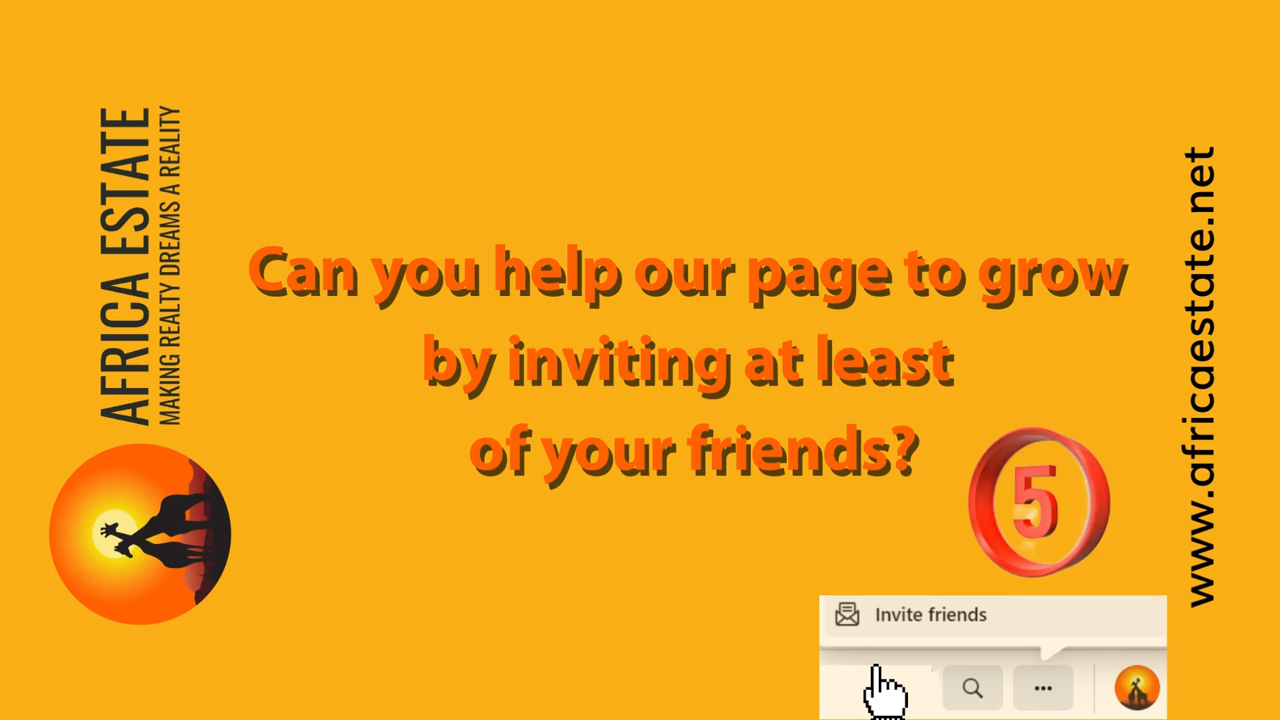 AFRICA ESTATE
MAKING REALTY DREAMS A REALITY
Can you help our page to grow
by inviting at least
of your friends?
5
Invite friends
www.africaestate.net